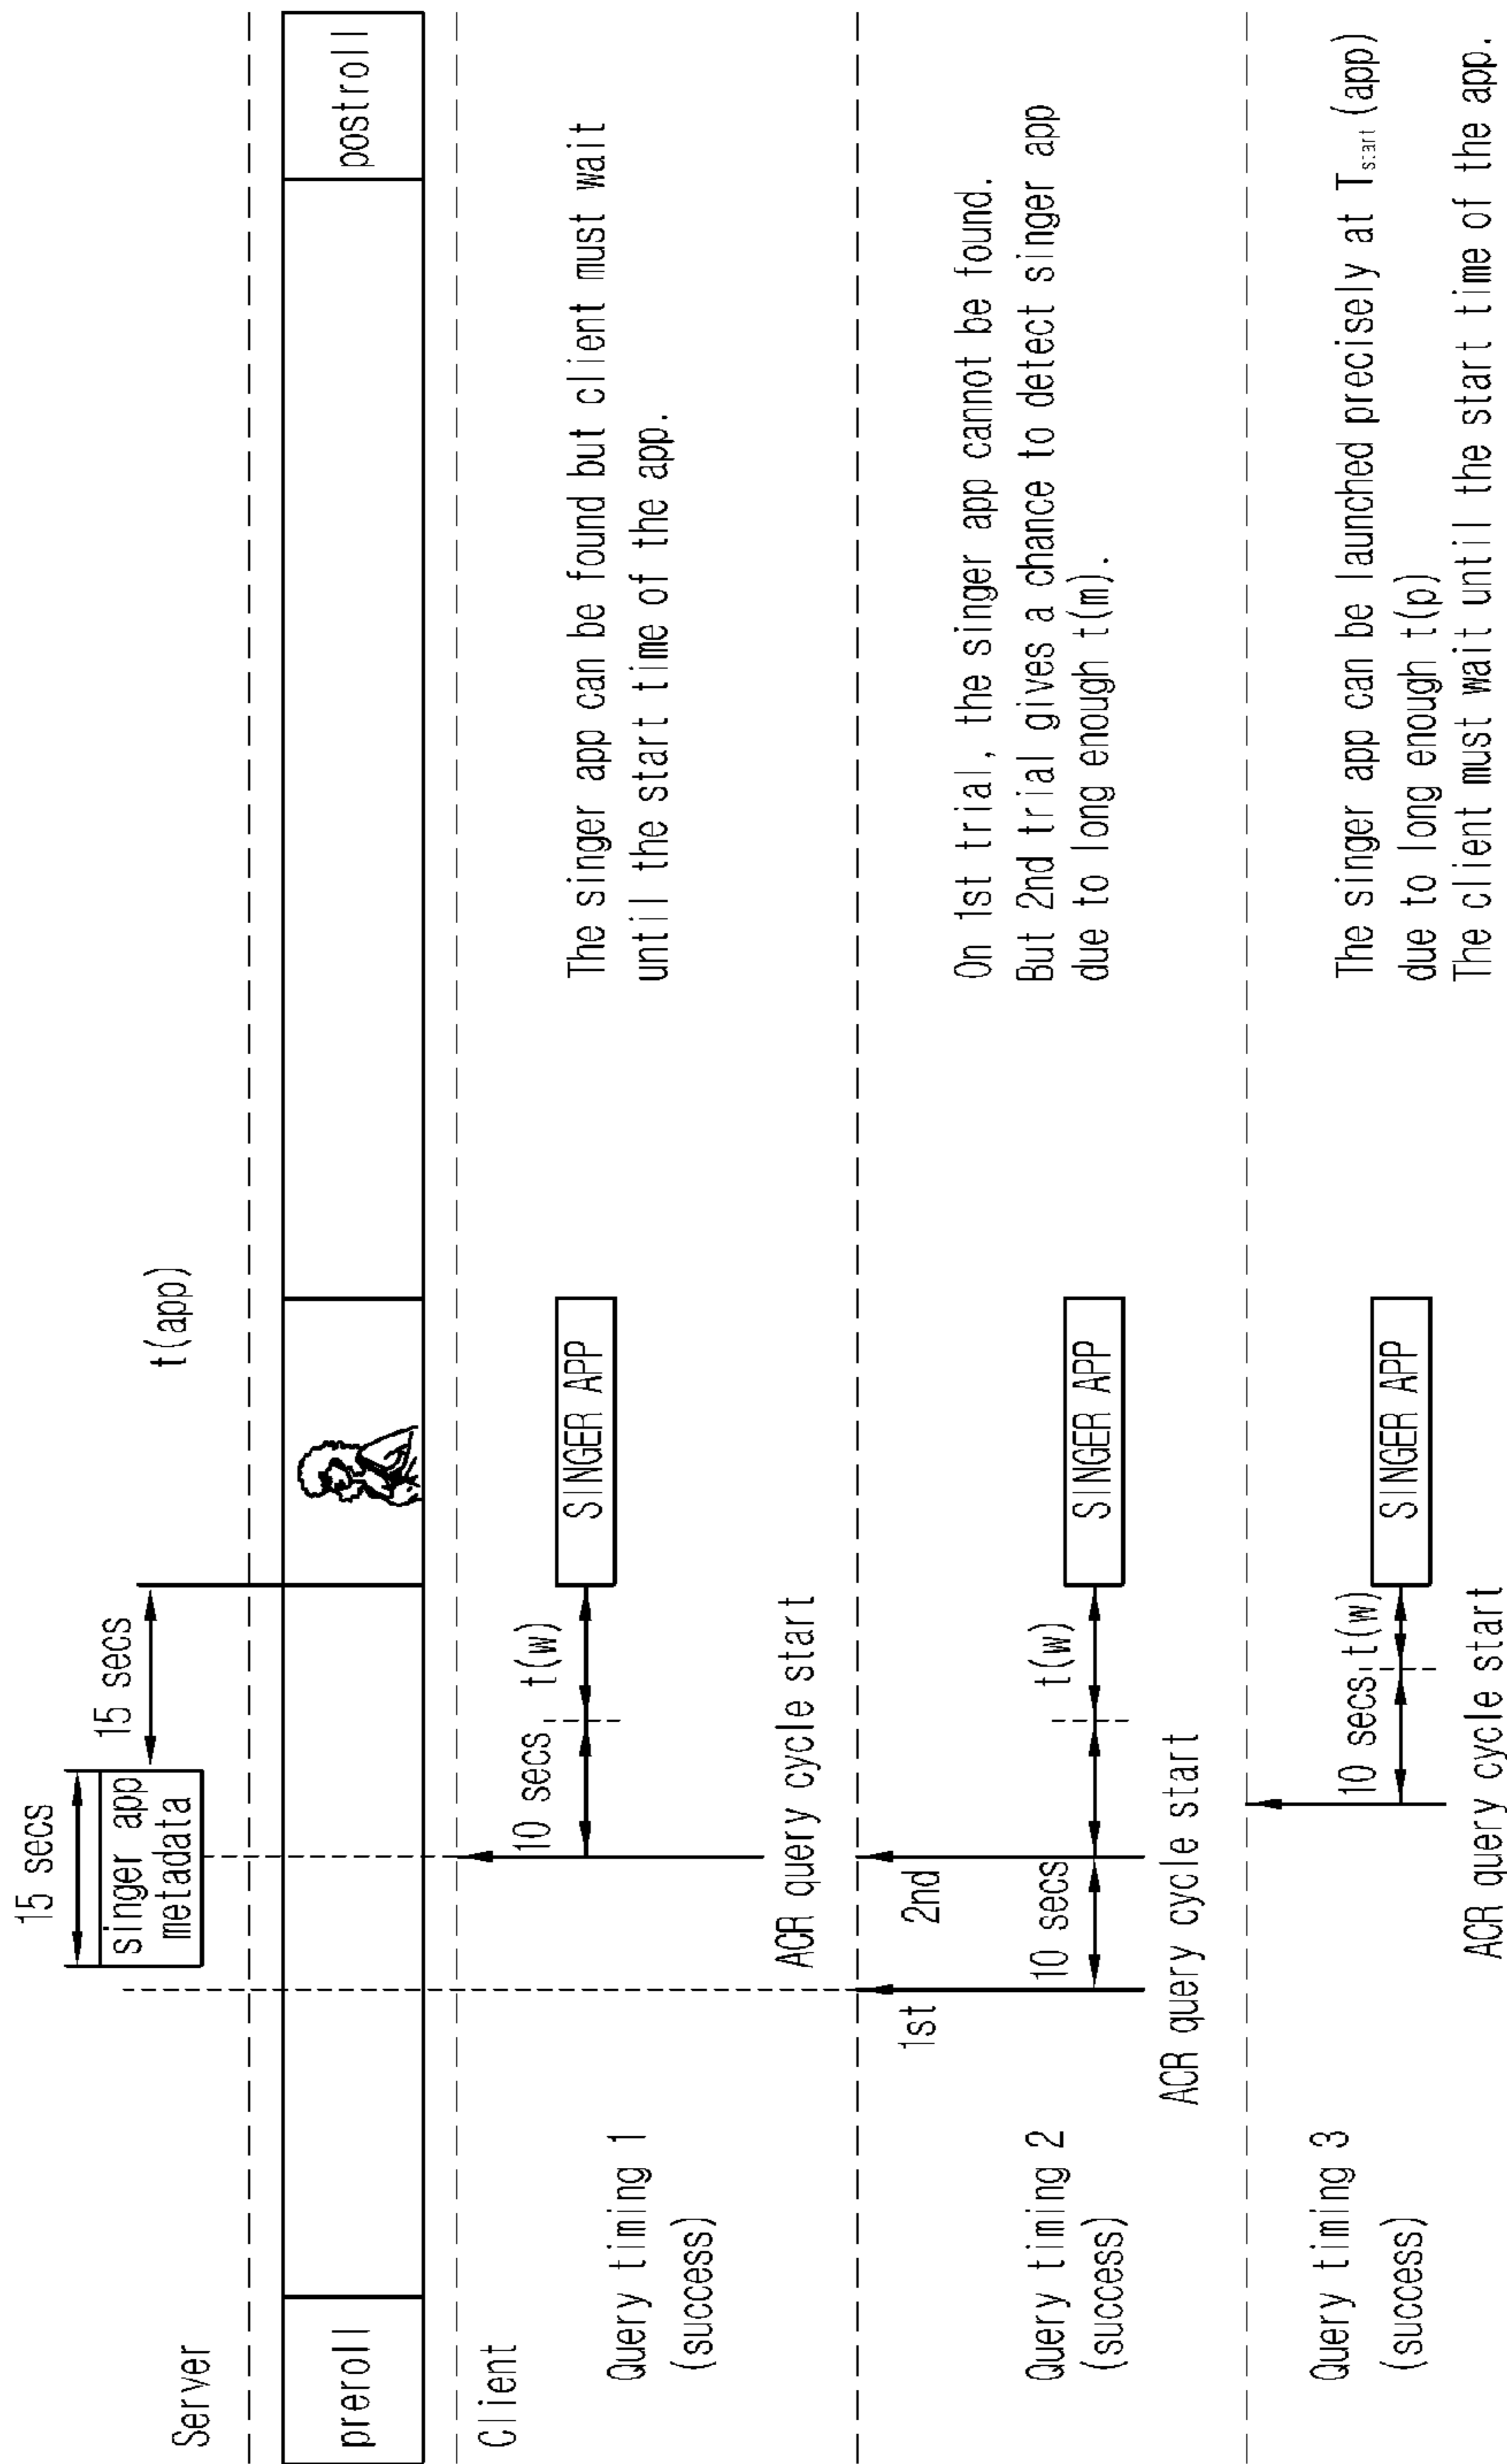 15 secs
singer app
metadata
15 secs
t(app)
Server
preroll
postroll
Client
Query timing 1
(success)
10 secs
t(w)
SINGER APP
ACR query cycle start
The singer app can be found but client must wait
until the start time of the app.
Query timing 2
(success)
1st
2nd
10 secs
t(w)
SINGER APP
ACR query cycle start
On 1st trial, the singer app cannot be found.
But 2nd trial gives a chance to detect singer app
due to long enough t(m).
Query timing 3
(success)
10 secs
t(w)
SINGER APP
ACR query cycle start
The singer app can be launched precisely at Tstart (app)
due to long enough t(p)
The client must wait until the start time of the app.